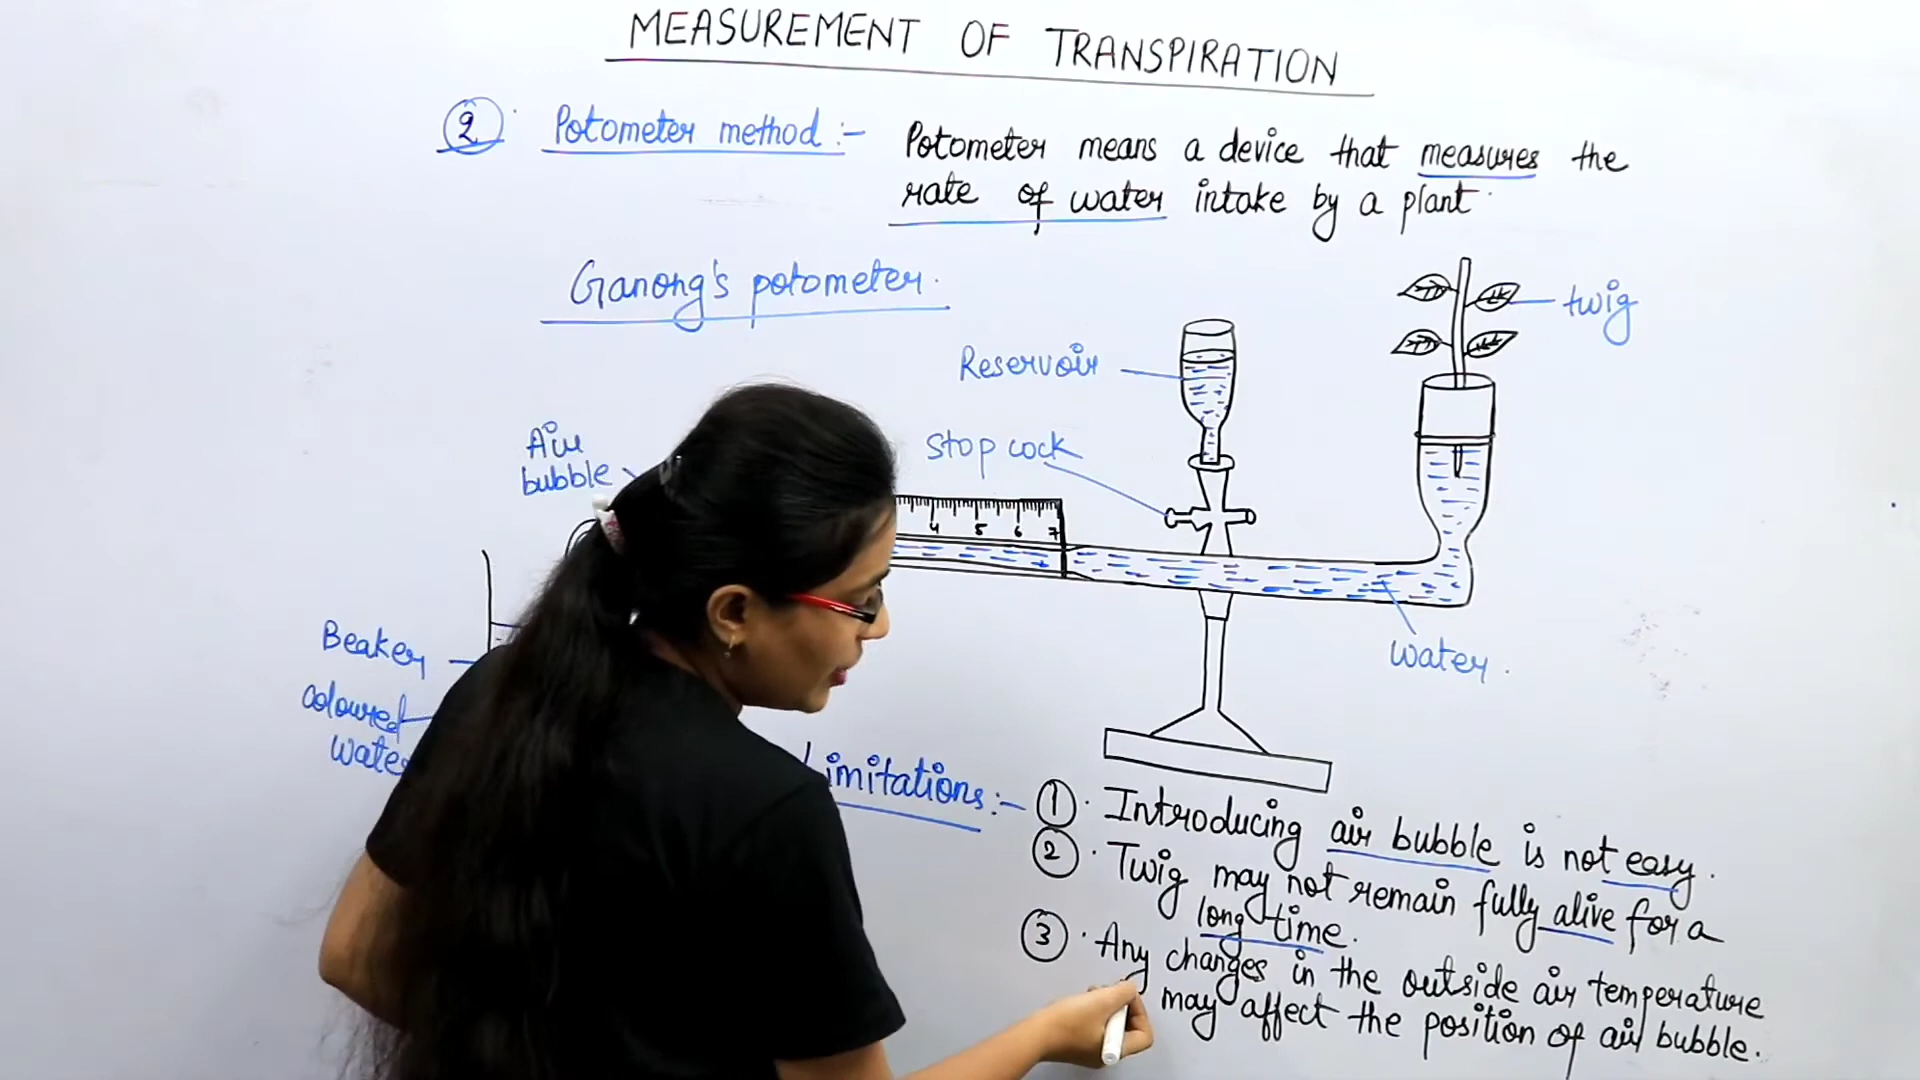 MEASUREMENT OF TRANSPIRATION
2 Potometer method :- Potometer means a device that measures the
rate of water intake by a plant.
Ganong's potometer.
twig
Reservoir
Air
bubble
stop cock
4 5 6 7
Beaker
coloured
water
water.
Limitations :- 1. Introducing air bubble is not easy.
2. Twig may not remain fully alive for a
long time.
3. Any changes in the outside air temperature
may affect the position of air bubble.